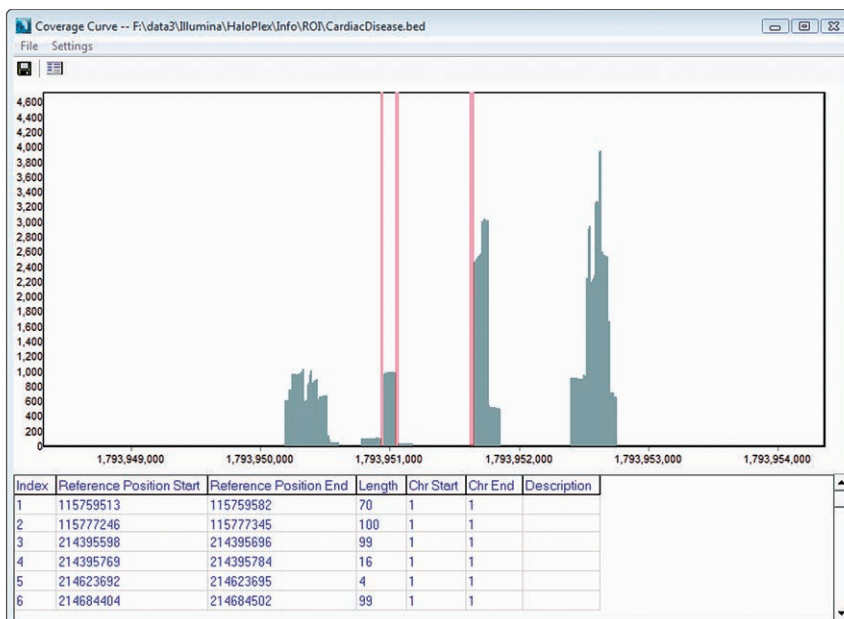 Coverage Curve -- F:\data3\Illumina\HaloPlex\Info\ROI\CardiacDisease.bed
File Settings
4,600
4,400
4,200
4,000
3,800
3,600
3,400
3,200
3,000
2,800
2,600
2,400
2,200
2,000
1,800
1,600
1,400
1,200
1,000
800
600
400
200
0
1,793,949,000 1,793,950,000 1,793,951,000 1,793,952,000 1,793,953,000 1,793,954,000
Index Reference Position Start Reference Position End Length Chr Start Chr End Description
1 115759513 115759582 70 1 1
2 115777246 115777345 100 1 1
3 214395598 214395696 99 1 1
4 214395769 214395784 16 1 1
5 214623692 214623695 4 1 1
6 214684404 214684502 99 1 1